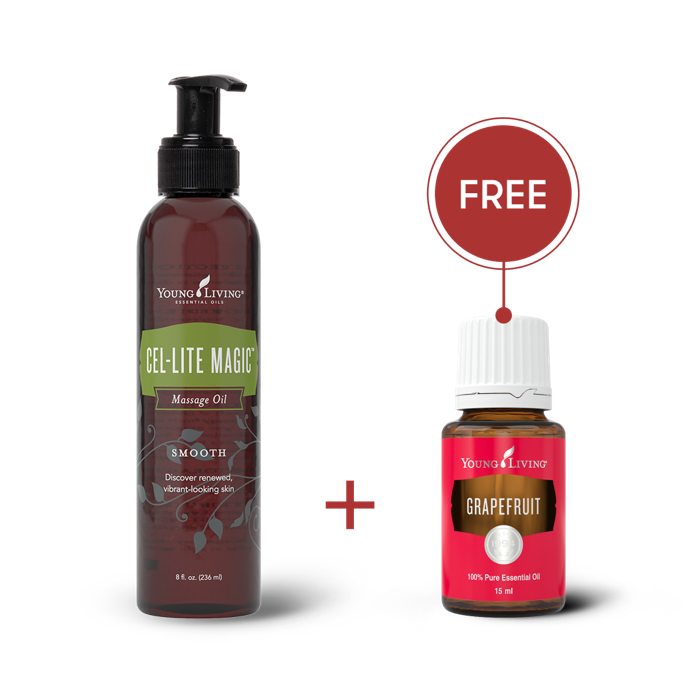 YOUNG LIVING®
ESSENTIAL OILS
CEL-LITE MAGIC™
Massage Oil
SMOOTH
Discover renewed,
vibrant-looking skin
8 fl. oz. (236 ml)
+
FREE
YOUNG LIVING®
GRAPEFRUIT
100% Pure Essential Oil
15 ml